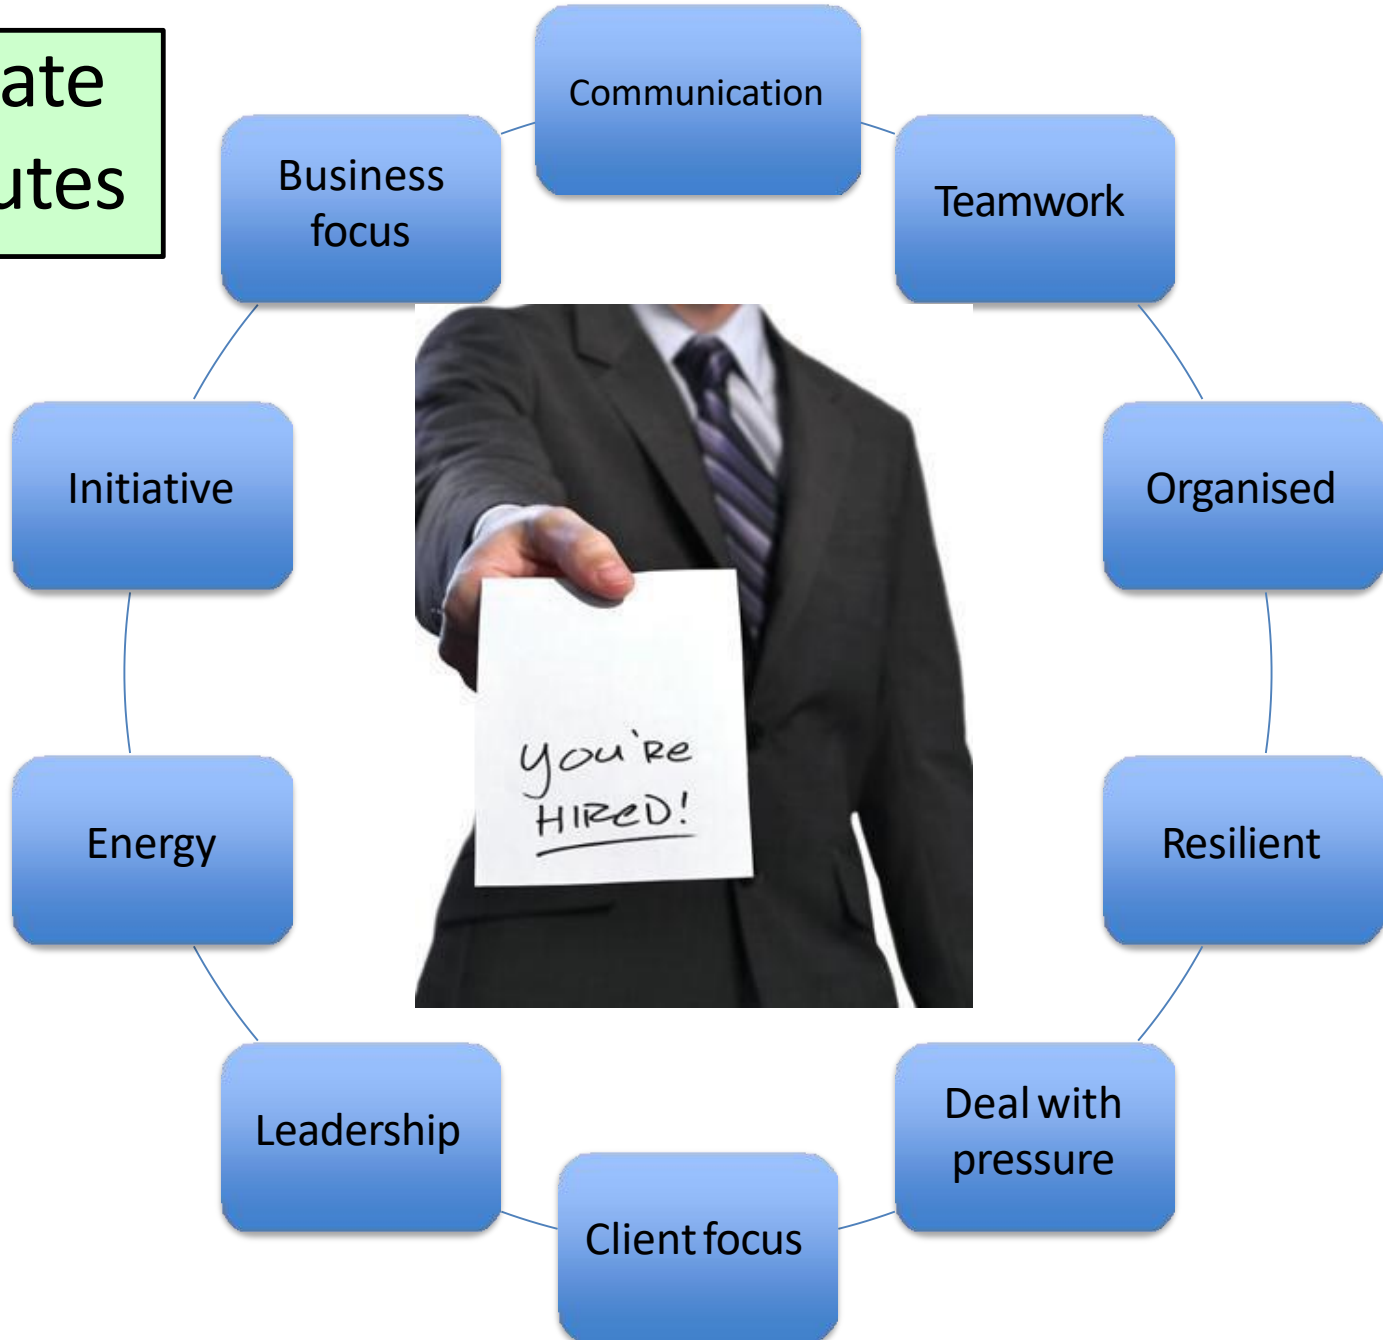 ate
utes
Communication
Business
focus
Teamwork
Initiative
Organised
you're
HIRED!
Energy
Resilient
Leadership
Deal with
pressure
Client focus